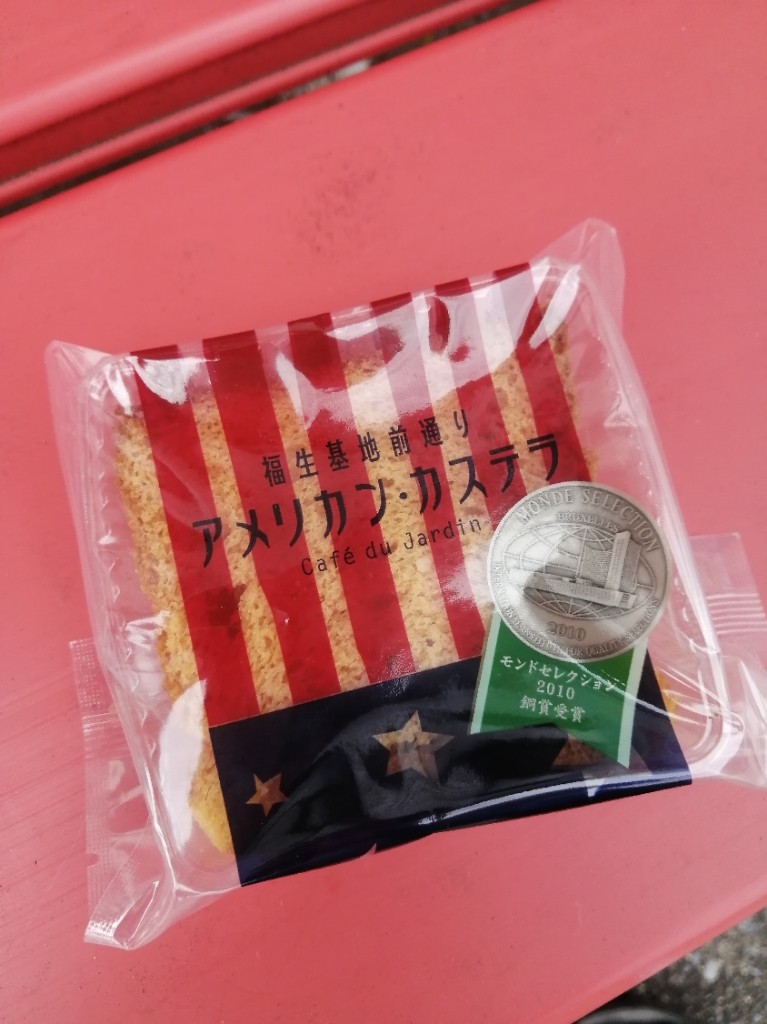 福生基地前通り
アメリカン・カステラ
Café du Jardin
MONDE SELECTION
BRUXELLES
2010
モンドセレクション
2010
銅賞受賞